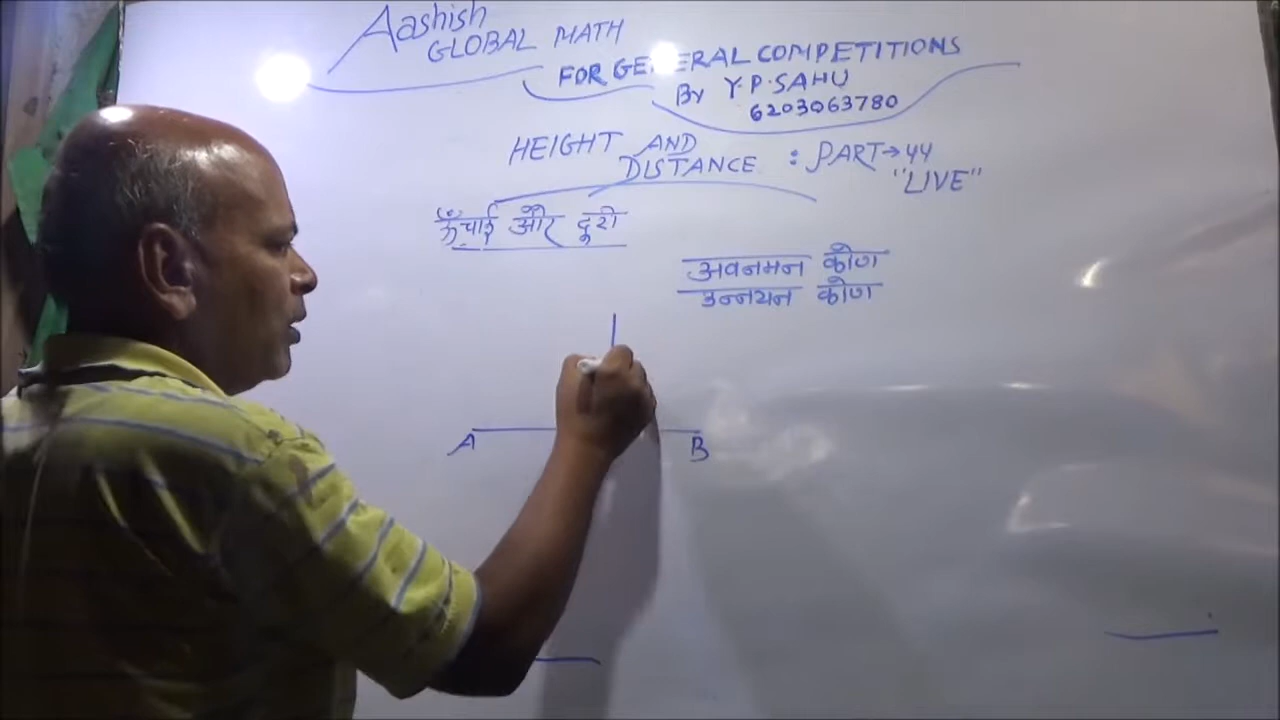 Aashish
GLOBAL MATH
FOR GENERAL COMPETITIONS
By Y.P.SAHU
6203063780
HEIGHT AND
DISTANCE : PART→44
"LIVE"
ऊँचाई और दूरी
अवनमन कोण
उन्नयन कोण
A B